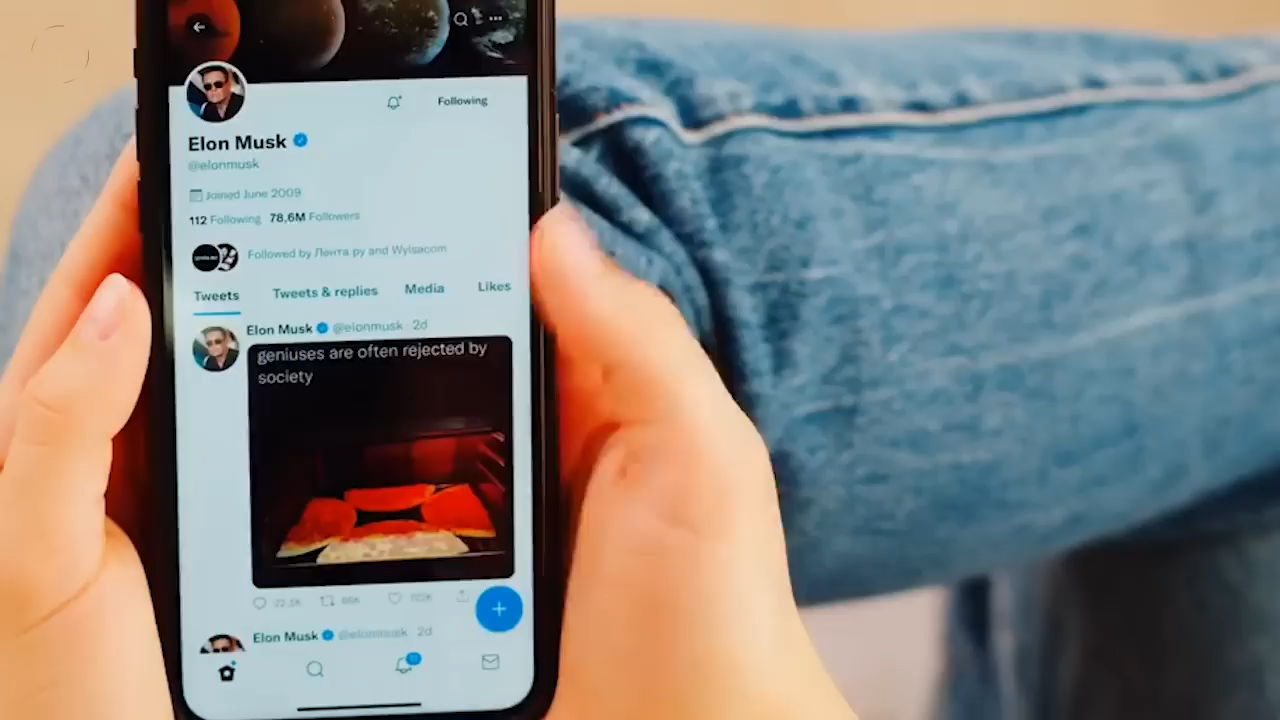 Following
Elon Musk
@elonmusk
Joined June 2009
112 Following 78,6M Followers
Followed by Лента ру and Wylsacom
Tweets Tweets & replies Media Likes
Elon Musk @elonmusk · 2d
geniuses are often rejected by
society
Elon Musk @elonmusk 2d